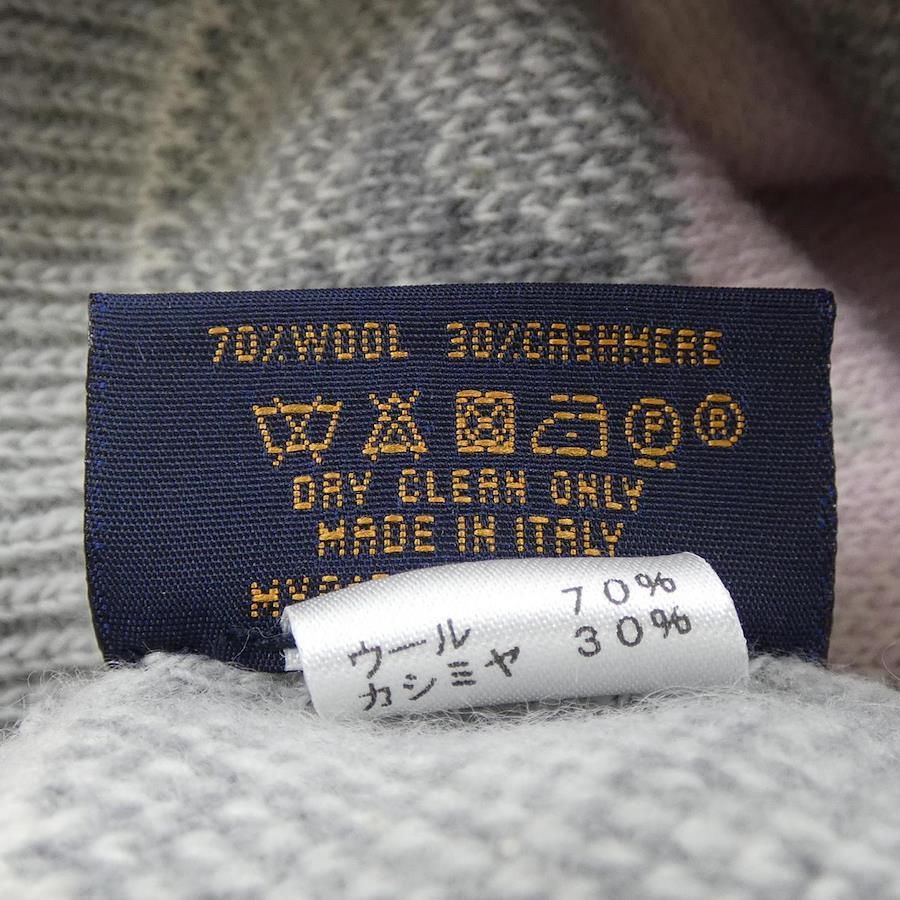 70%WOOL 30%CASHMERE
P R
DRY CLEAN ONLY
MADE IN ITALY
ウール 70%
カシミヤ 30%